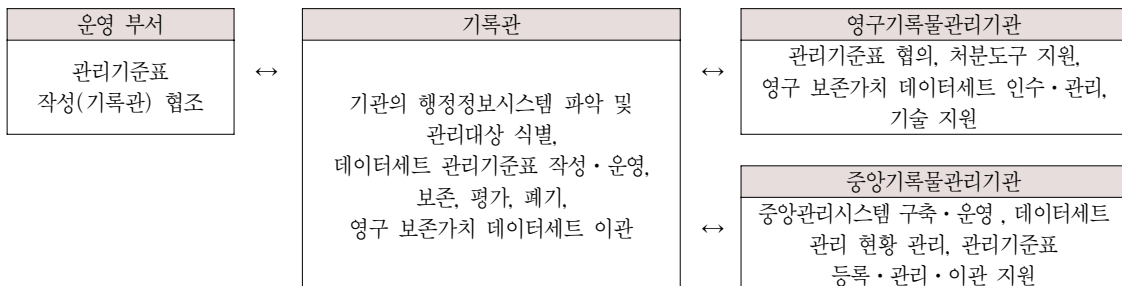 운영 부서
관리기준표
작성(기록관) 협조
↔
기록관
기관의 행정정보시스템 파악 및
관리대상 식별,
데이터세트 관리기준표 작성・운영,
보존, 평가, 폐기,
영구 보존가치 데이터세트 이관
↔
영구기록물관리기관
관리기준표 협의, 처분도구 지원,
영구 보존가치 데이터세트 인수・관리,
기술 지원
↔
중앙기록물관리기관
중앙관리시스템 구축・운영 , 데이터세트
관리 현황 관리, 관리기준표
등록・관리・이관 지원